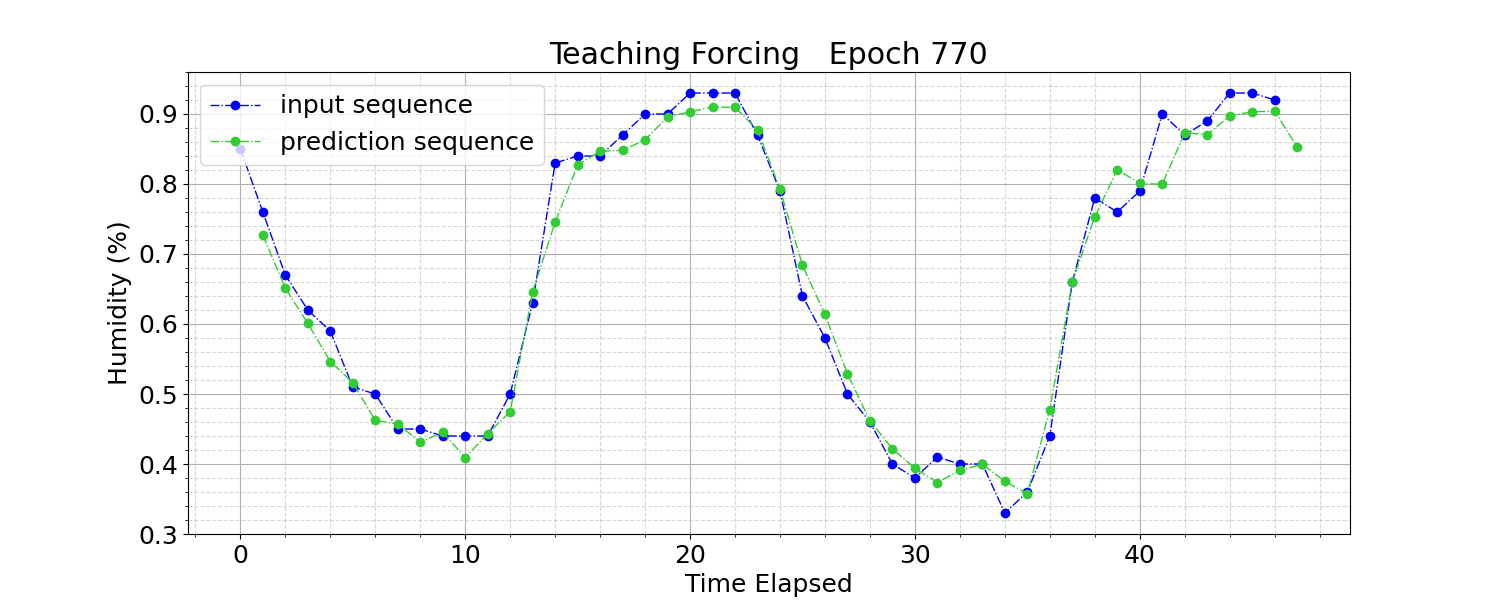 Teaching Forcing   Epoch 770
input sequence
prediction sequence
Humidity (%)
0.9
0.8
0.7
0.6
0.5
0.4
0.3
0 10 20 30 40
Time Elapsed